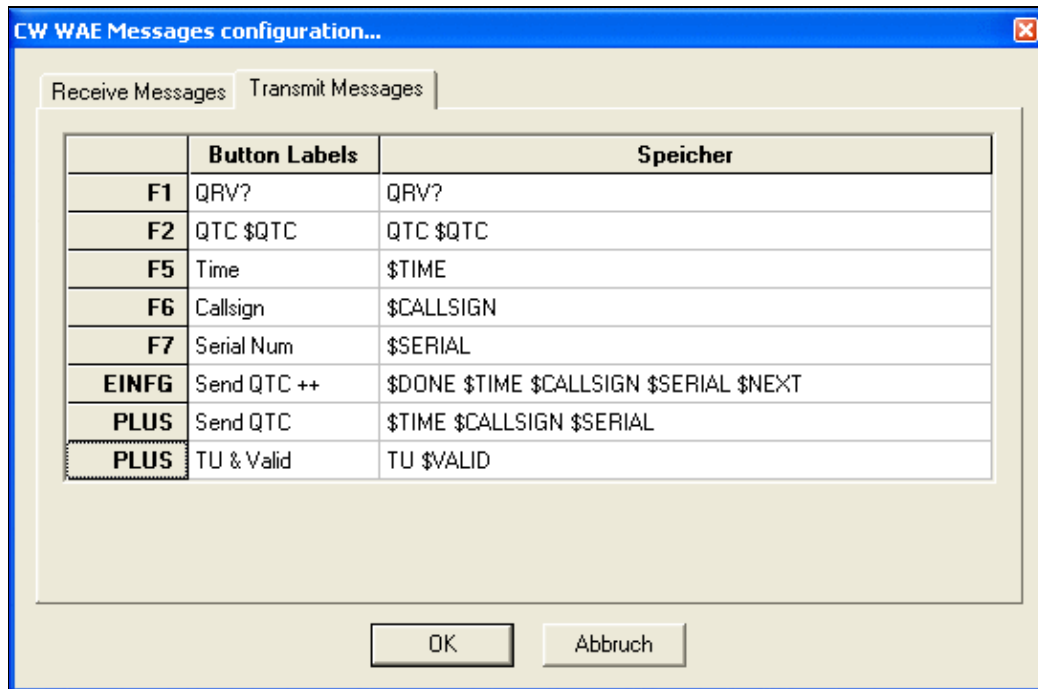 CW WAE Messages configuration...
Receive Messages Transmit Messages
Button Labels Speicher
F1 QRV? QRV?
F2 QTC $QTC QTC $QTC
F5 Time $TIME
F6 Callsign $CALLSIGN
F7 Serial Num $SERIAL
EINFG Send QTC ++ $DONE $TIME $CALLSIGN $SERIAL $NEXT
PLUS Send QTC $TIME $CALLSIGN $SERIAL
PLUS TU & Valid TU $VALID
OK Abbruch